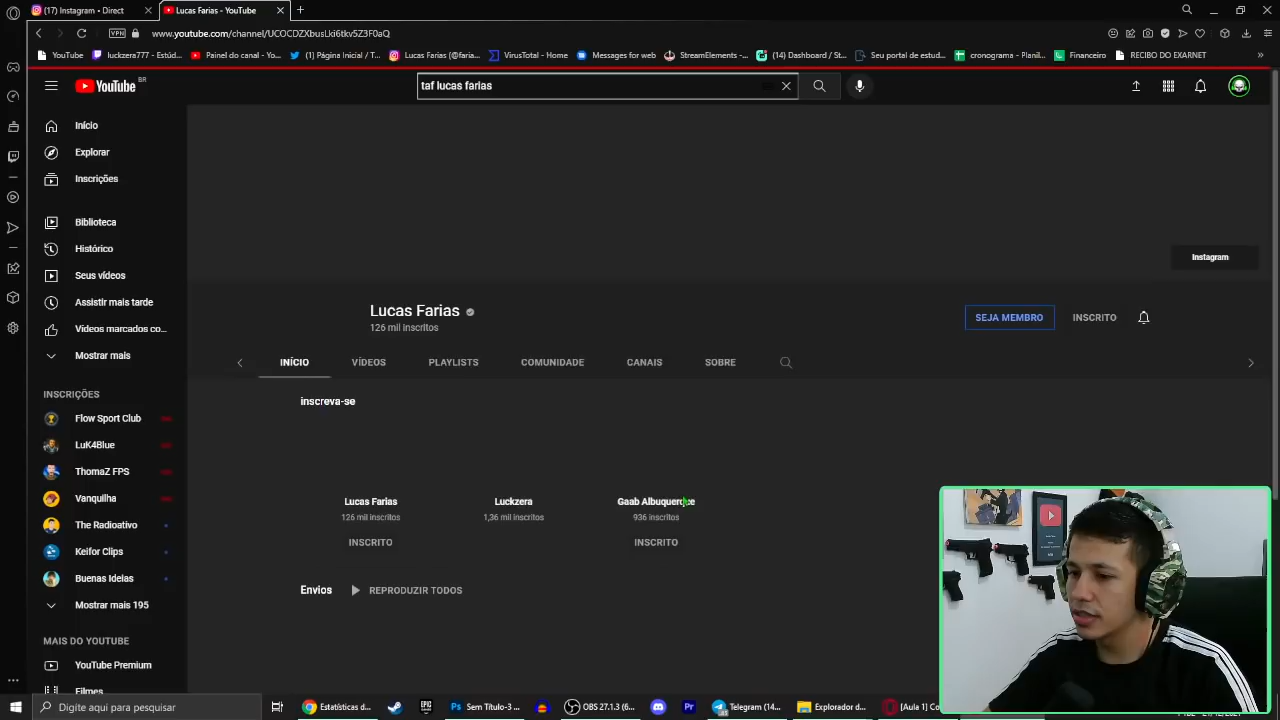 (17) Instagram • Direct
Lucas Farias - YouTube
VPN
www.youtube.com/channel/UCOCDZXbusLki6tkv5Z3F0aQ
YouTube
luckzera777 - Estúd...
Painel do canal - Yo...
(1) Página Inicial / T...
Lucas Farias (@faria...
VirusTotal - Home
Messages for web
StreamElements - ...
(14) Dashboard / St...
Seu portal de estud...
cronograma - Planil...
Financeiro
RECIBO DO EXARNET
YouTube
BR
taf lucas farias
Início
Explorar
Inscrições
Biblioteca
Histórico
Seus vídeos
Assistir mais tarde
Vídeos marcados co...
Mostrar mais
INSCRIÇÕES
Flow Sport Club
LuK4Blue
ThomaZ FPS
Vanquilha
The Radioativo
Keifor Clips
Buenas Ideias
Mostrar mais 195
MAIS DO YOUTUBE
YouTube Premium
Filmes
Instagram
Lucas Farias
126 mil inscritos
SEJA MEMBRO
INSCRITO
INÍCIO
VÍDEOS
PLAYLISTS
COMUNIDADE
CANAIS
SOBRE
inscreva-se
Lucas Farias
126 mil inscritos
INSCRITO
Luckzera
1,36 mil inscritos
Gaab Albuquerque
936 inscritos
INSCRITO
Envios
REPRODUZIR TODOS
Digite aqui para pesquisar
Estatísticas d...
Sem Título-3 ...
OBS 27.1.3 (6...
Telegram (14...
Explorador d...
[Aula 1] Co